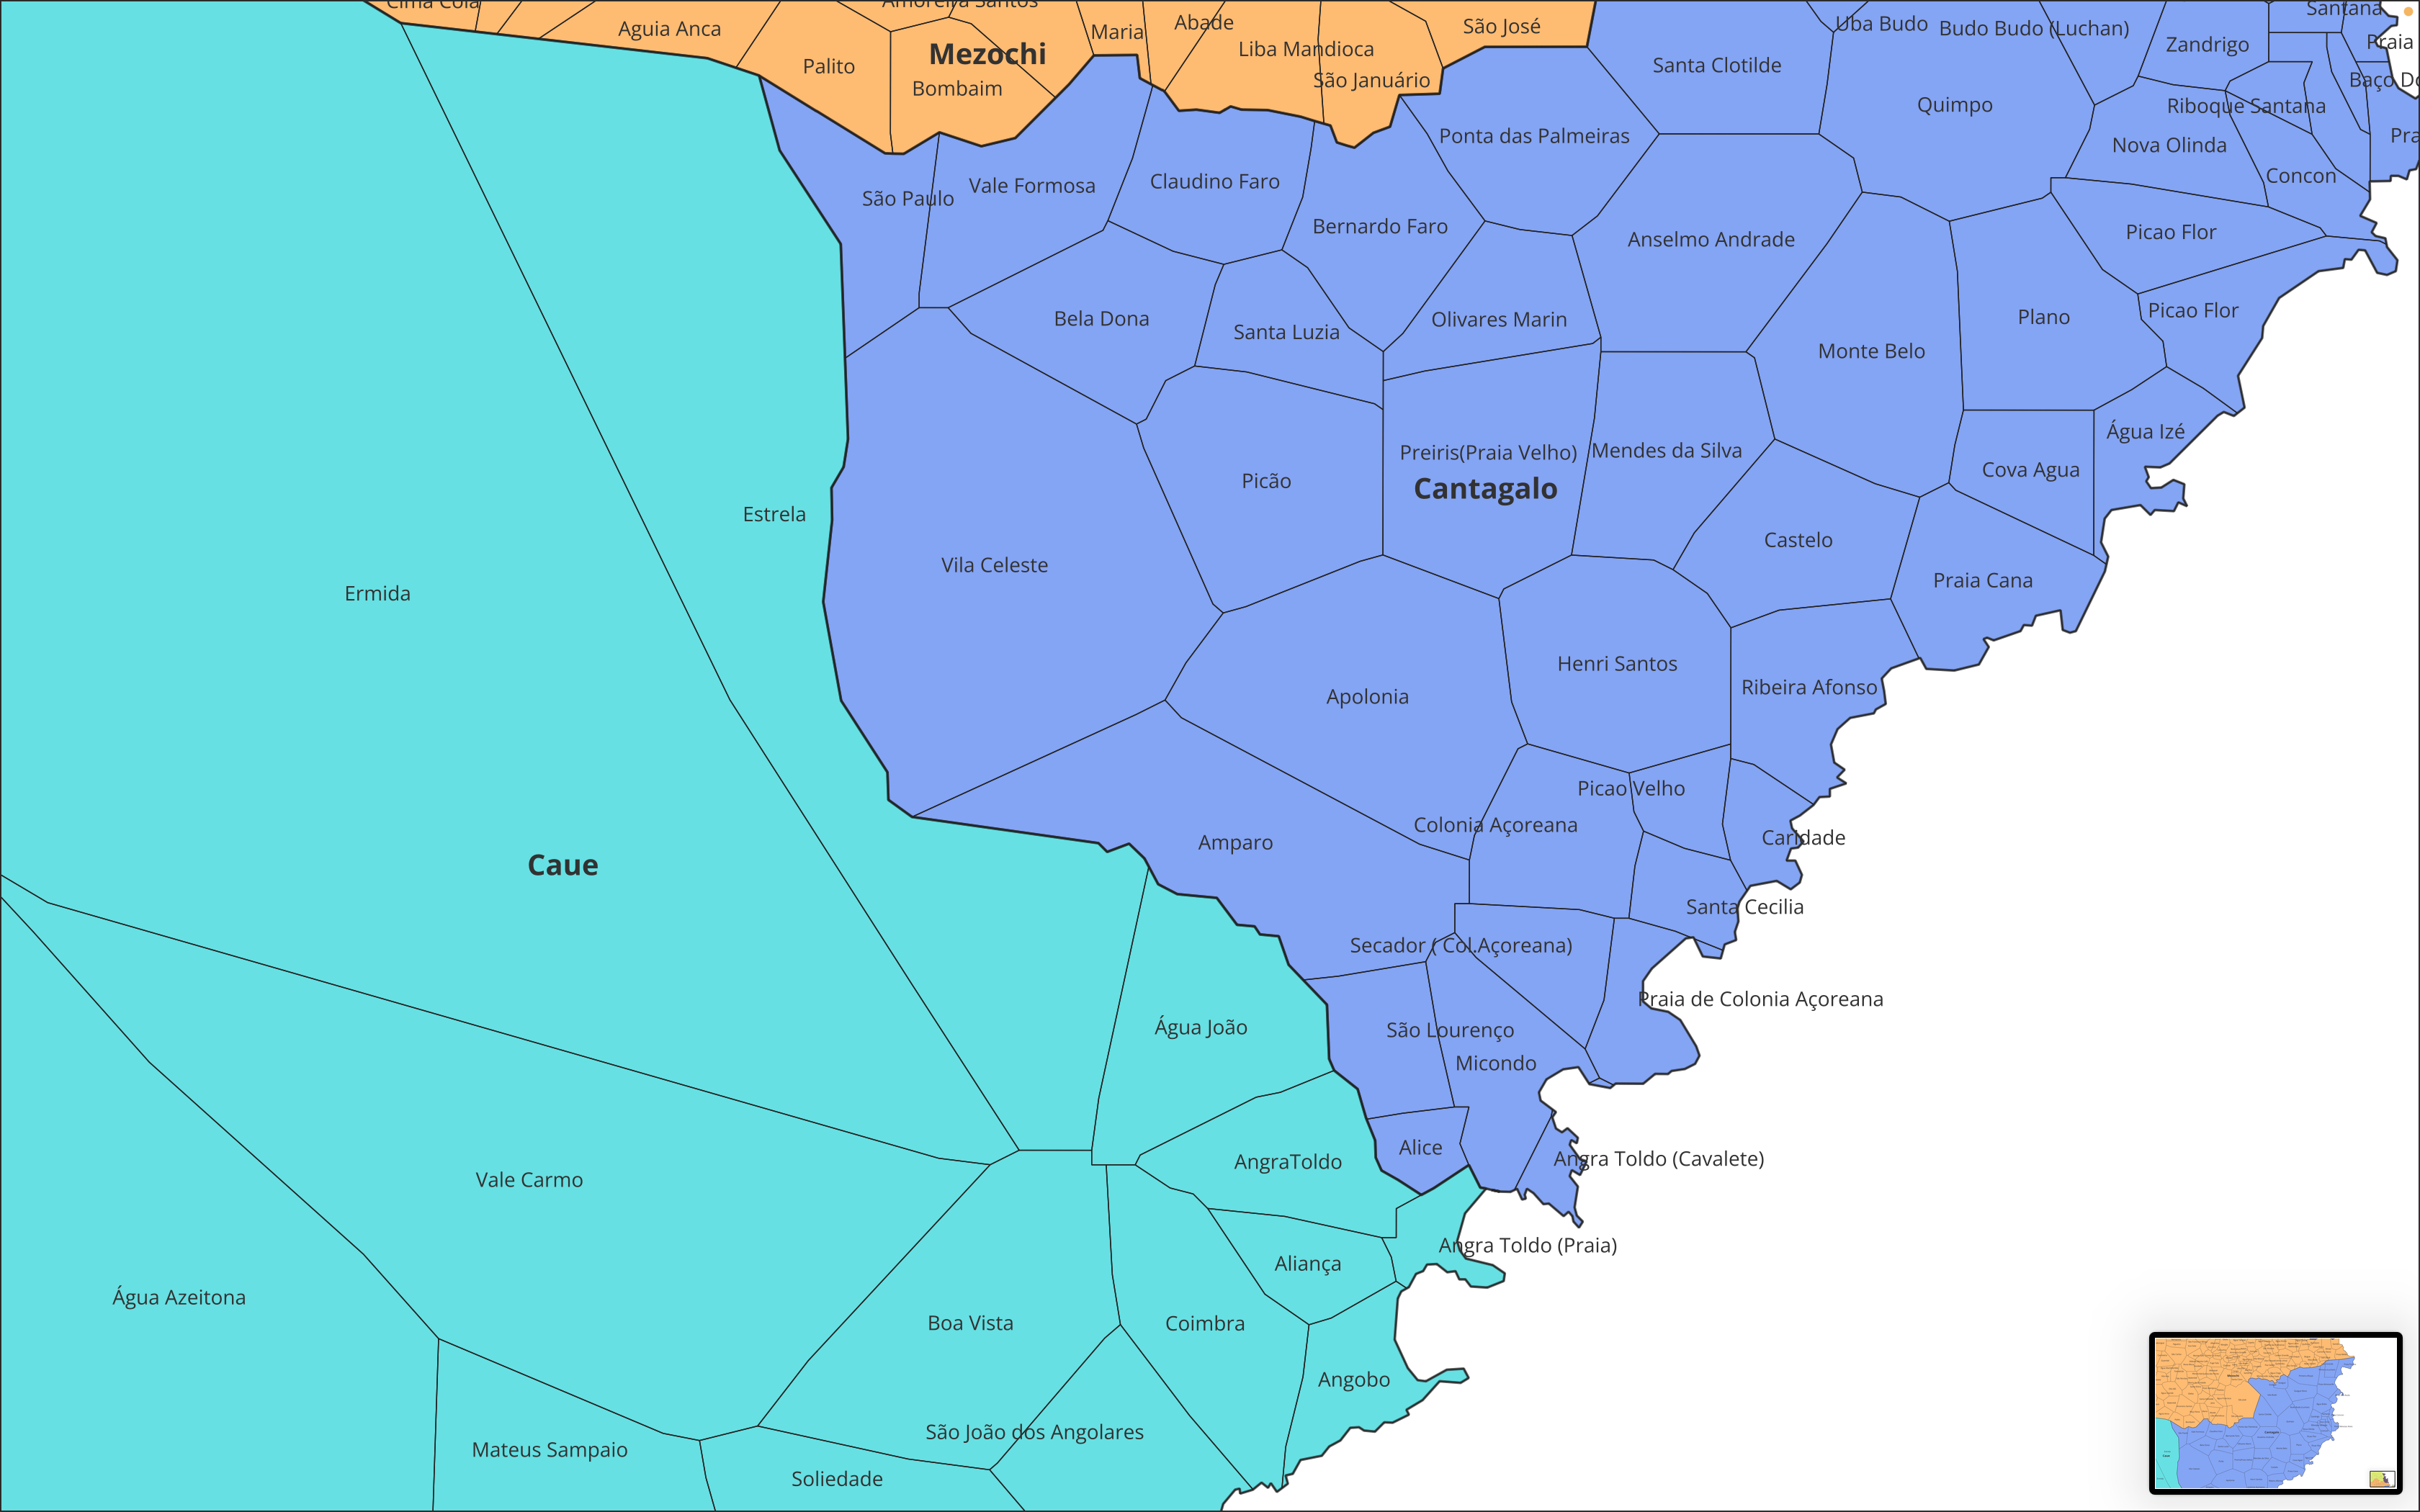 Cima Cola
Amoreira Santos
Aguia Anca
Maria
Abade
São José
Uba Budo
Budo Budo (Luchan)
Santana
Mezochi
Liba Mandioca
Zandrigo
Praia
Palito
Bombaim
São Januário
Santa Clotilde
Quimpo
Riboque Santana
Ponta das Palmeiras
Nova Olinda
São Paulo
Vale Formosa
Claudino Faro
Concon
Bernardo Faro
Anselmo Andrade
Picao Flor
Bela Dona
Santa Luzia
Olivares Marin
Plano
Picao Flor
Monte Belo
Água Izé
Preiris(Praia Velho)
Mendes da Silva
Cova Agua
Picão
Cantagalo
Estrela
Castelo
Vila Celeste
Praia Cana
Ermida
Henri Santos
Ribeira Afonso
Apolonia
Picao Velho
Colonia Açoreana
Caridade
Amparo
Caue
Santa Cecilia
Secador ( Col.Açoreana)
Praia de Colonia Açoreana
Água João
São Lourenço
Micondo
Alice
Angra Toldo (Cavalete)
AngraToldo
Vale Carmo
Angra Toldo (Praia)
Aliança
Água Azeitona
Boa Vista
Coimbra
Angobo
São João dos Angolares
Mateus Sampaio
Soliedade